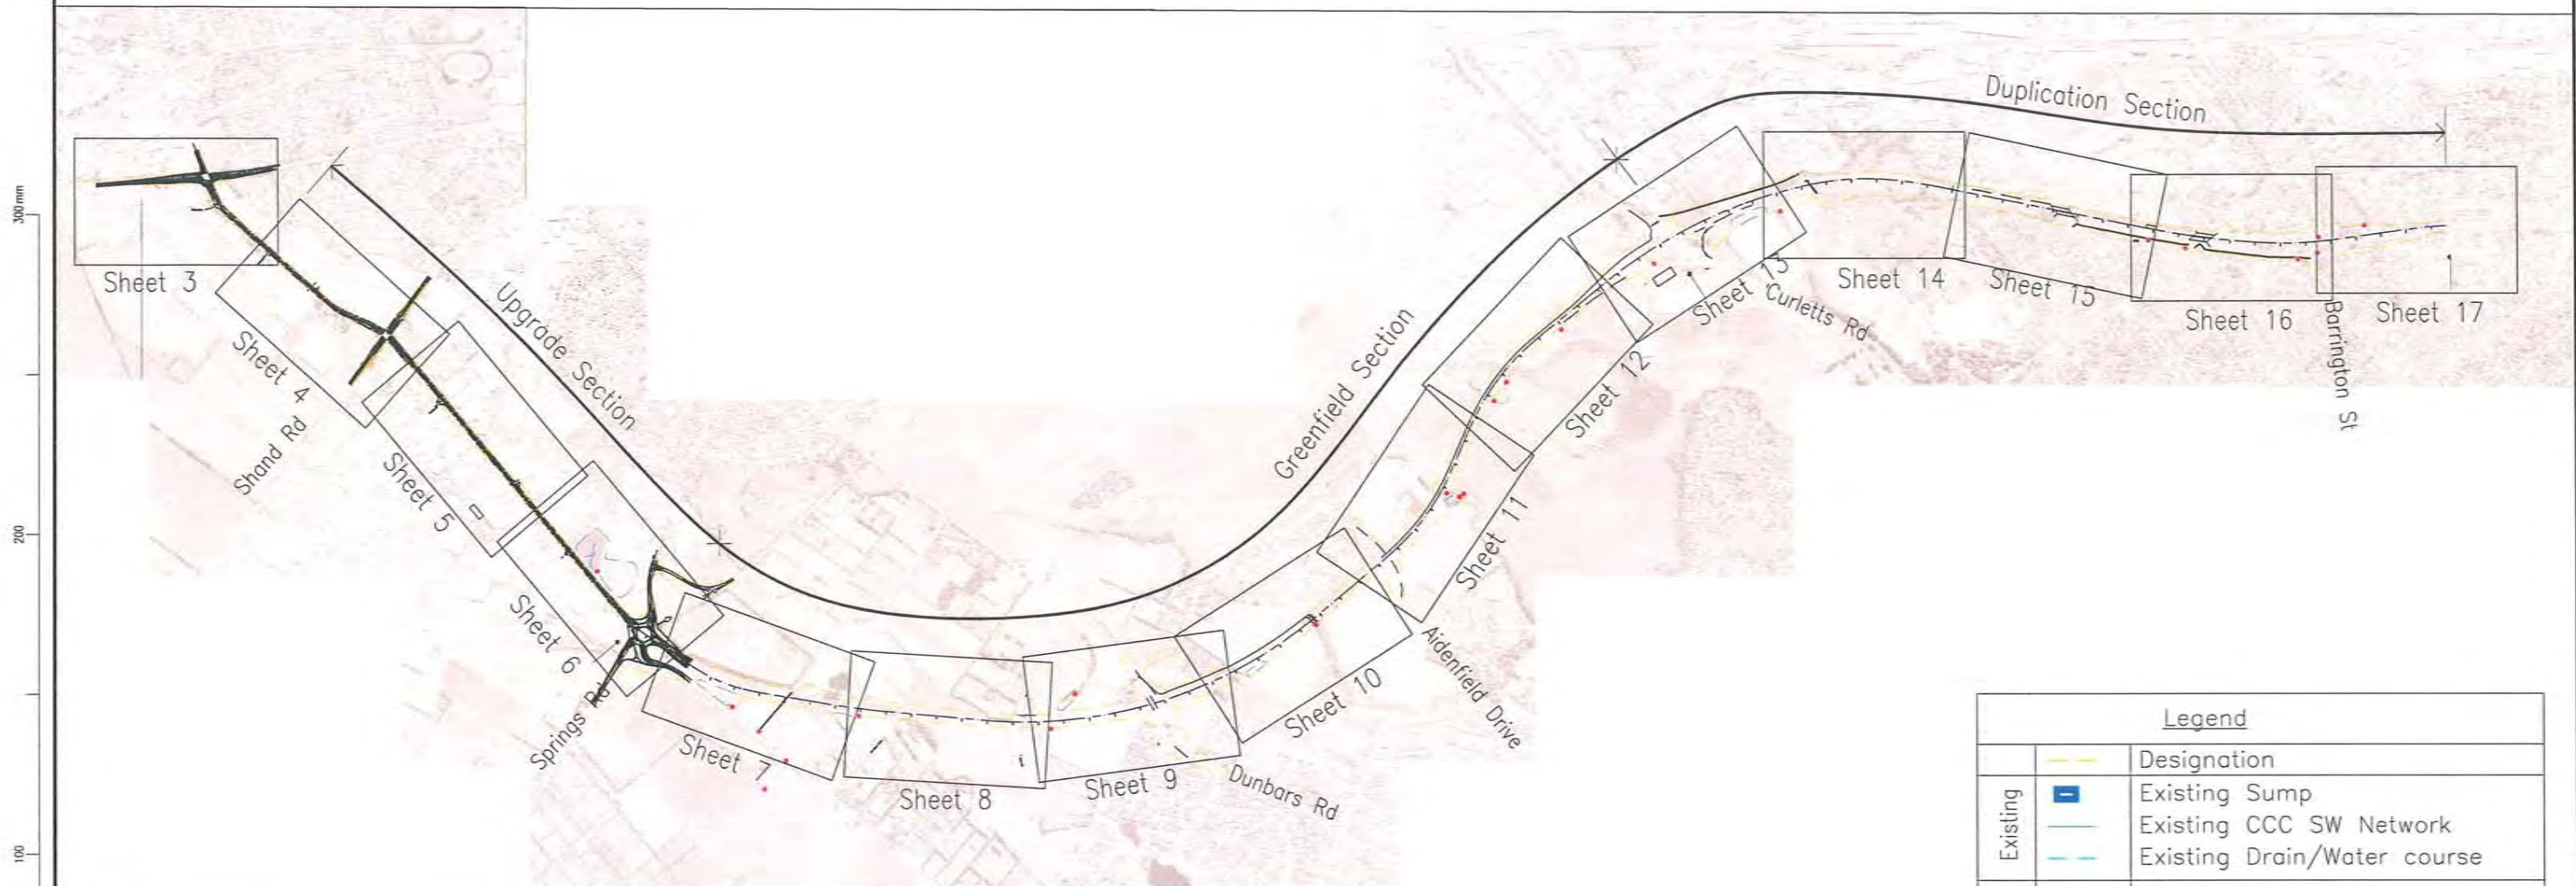 Duplication Section
Sheet 3
Upgrade Section
Sheet 4
Shand Rd
Sheet 5
Sheet 6
Springs Rd
Sheet 7
Sheet 8
Sheet 9
Dunbars Rd
Sheet 10
Aidenfield Drive
Sheet 11
Greenfield Section
Sheet 12
Sheet 13
Curletts Rd
Sheet 14
Sheet 15
Sheet 16
Barrington St
Sheet 17
300mm
200
100
Legend
Designation
Existing
Existing Sump
Existing CCC SW Network
Existing Drain/Water course